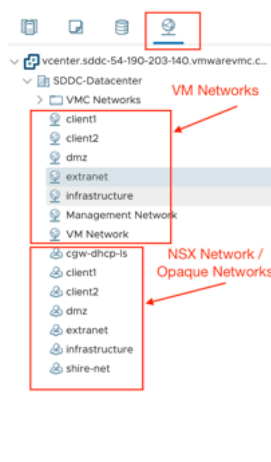 vcenter.sddc-54-190-203-140.vmwarevmc.c...
SDDC-Datacenter
VMC Networks
VM Networks
client1
client2
dmz
extranet
infrastructure
Management Network
VM Network
cgw-dhcp-ls
NSX Network /
Opaque Networks
client1
client2
dmz
extranet
infrastructure
shire-net